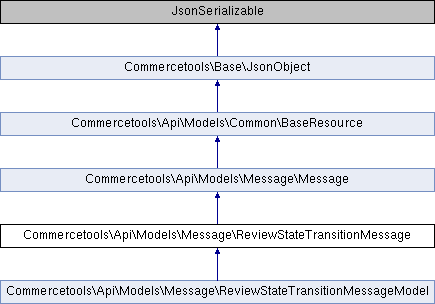 JsonSerializable
Commercetools\Base\JsonObject
Commercetools\Api\Models\Common\BaseResource
Commercetools\Api\Models\Message\Message
Commercetools\Api\Models\Message\ReviewStateTransitionMessage
Commercetools\Api\Models\Message\ReviewStateTransitionMessageModel